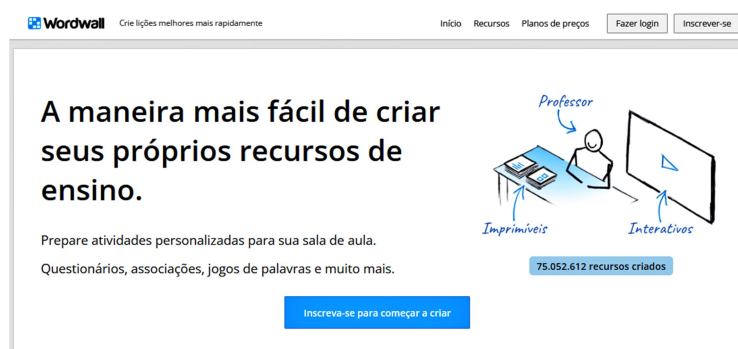 Wordwall Crie lições melhores mais rapidamente Início Recursos Planos de preços Fazer login Inscrever-se
A maneira mais fácil de criar
seus próprios recursos de
ensino.
Prepare atividades personalizadas para sua sala de aula.
Questionários, associações, jogos de palavras e muito mais.
Inscreva-se para começar a criar
Professor
Imprimíveis
Interativos
75.052.612 recursos criados